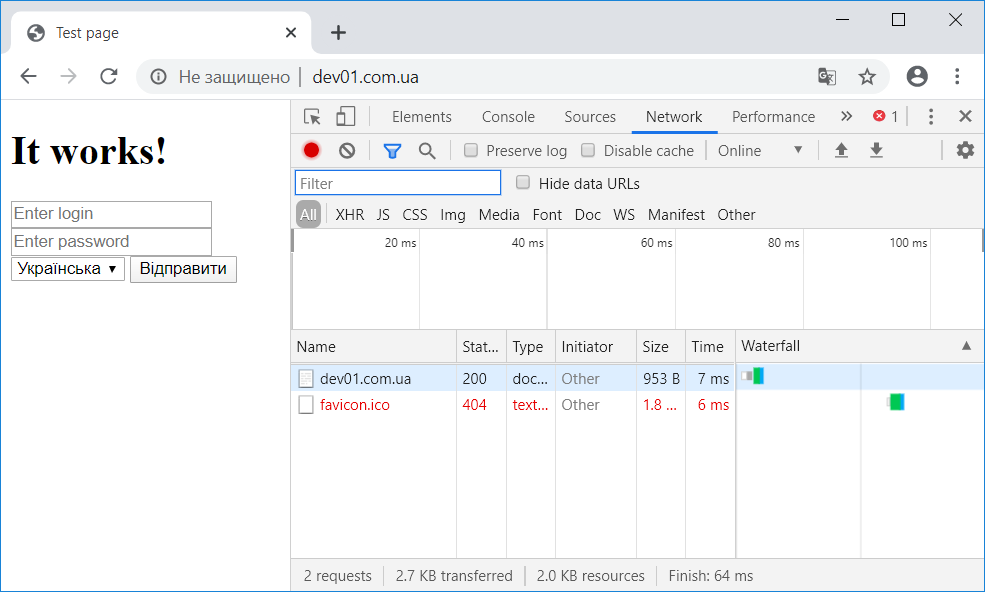 Test page
Не защищено | dev01.com.ua
It works!
Enter login
Enter password
Українська Відправити
Elements Console Sources Network Performance » 1
Preserve log Disable cache Online
Filter Hide data URLs
All XHR JS CSS Img Media Font Doc WS Manifest Other
20 ms 40 ms 60 ms 80 ms 100 ms
Name Stat... Type Initiator Size Time Waterfall
dev01.com.ua 200 doc... Other 953 B 7 ms
favicon.ico 404 text... Other 1.8 ... 6 ms
2 requests 2.7 KB transferred 2.0 KB resources Finish: 64 ms